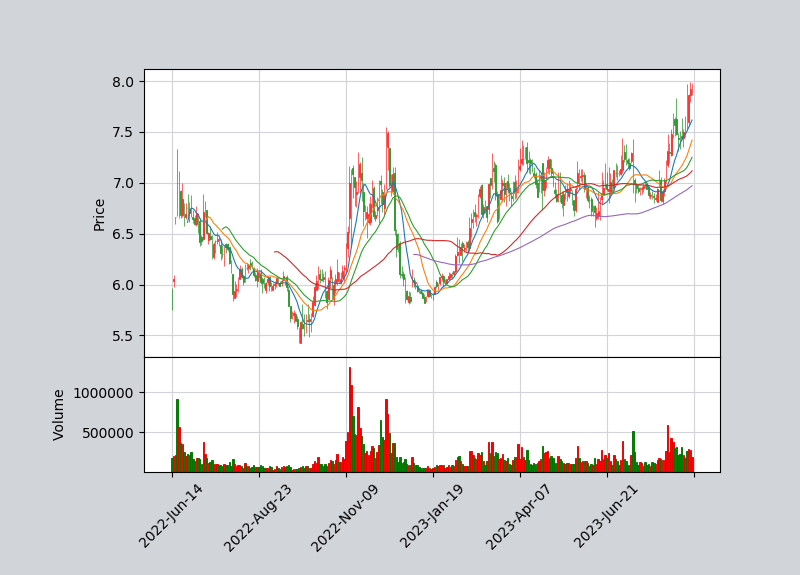 8.0
7.5
7.0
6.5
6.0
5.5
Price
1000000
500000
Volume
2022-Jun-14
2022-Aug-23
2022-Nov-09
2023-Jan-19
2023-Apr-07
2023-Jun-21